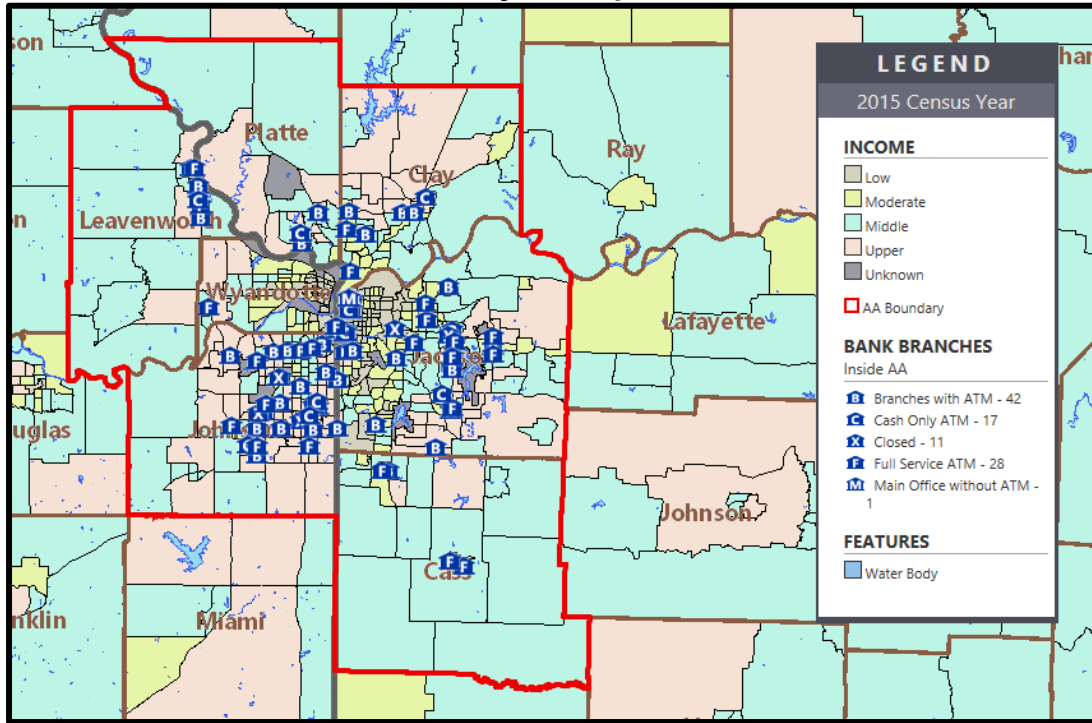 son
Platte
Ray
Clay
Leavenworth
n
Wyandotte
Lafayette
Jackso
uglas
Johnson
Johnson
Cass
nklin
Miami
LEGEND
2015 Census Year
INCOME
Low
Moderate
Middle
Upper
Unknown
AA Boundary
BANK BRANCHES
Inside AA
B Branches with ATM - 42
C Cash Only ATM - 17
X Closed - 11
F Full Service ATM - 28
M Main Office without ATM -
1
FEATURES
Water Body